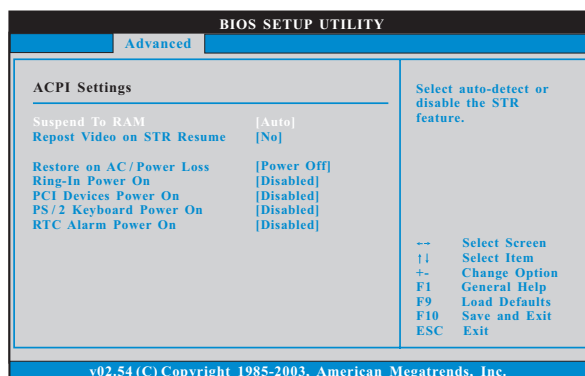 BIOS SETUP UTILITY
Advanced
ACPI Settings
Suspend To RAM [Auto]
Repost Video on STR Resume [No]
Restore on AC / Power Loss [Power Off]
Ring-In Power On [Disabled]
PCI Devices Power On [Disabled]
PS / 2 Keyboard Power On [Disabled]
RTC Alarm Power On [Disabled]
Select auto-detect or
disable the STR
feature.
←→ Select Screen
↑↓ Select Item
+- Change Option
F1 General Help
F9 Load Defaults
F10 Save and Exit
ESC Exit
v02.54 (C) Copyright 1985-2003, American Megatrends, Inc.